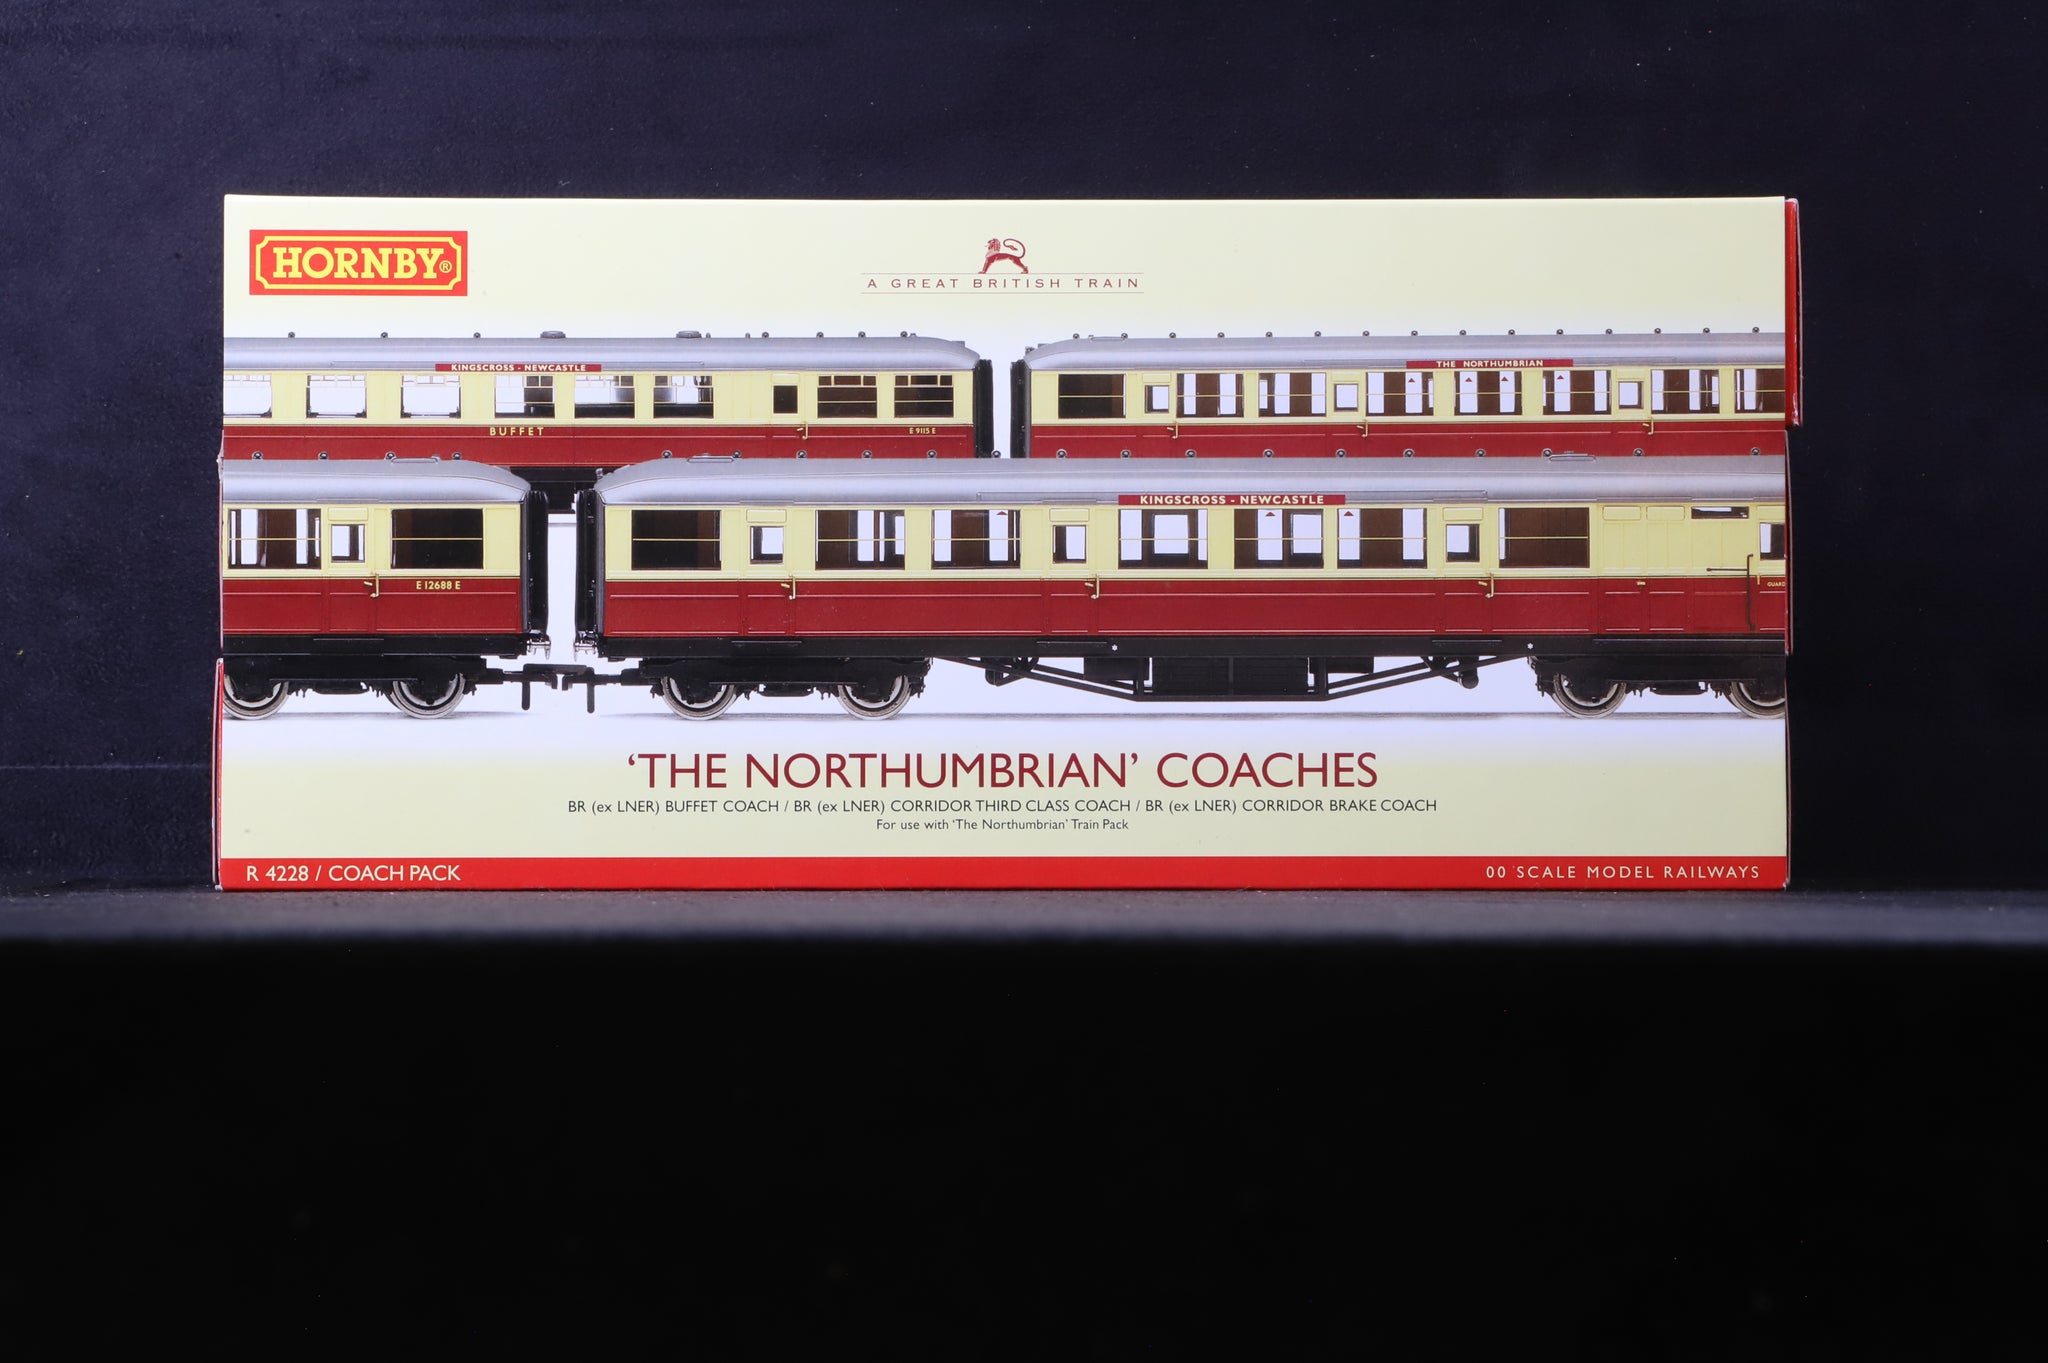 HORNBY®
A GREAT BRITISH TRAIN
KINGSCROSS - NEWCASTLE
THE NORTHUMBRIAN
BUFFET
E 9115 E
KINGSCROSS - NEWCASTLE
E 12688 E
GUARD
'THE NORTHUMBRIAN' COACHES
BR (ex LNER) BUFFET COACH / BR (ex LNER) CORRIDOR THIRD CLASS COACH / BR (ex LNER) CORRIDOR BRAKE COACH
For use with 'The Northumbrian' Train Pack
R 4228 / COACH PACK
00 SCALE MODEL RAILWAYS